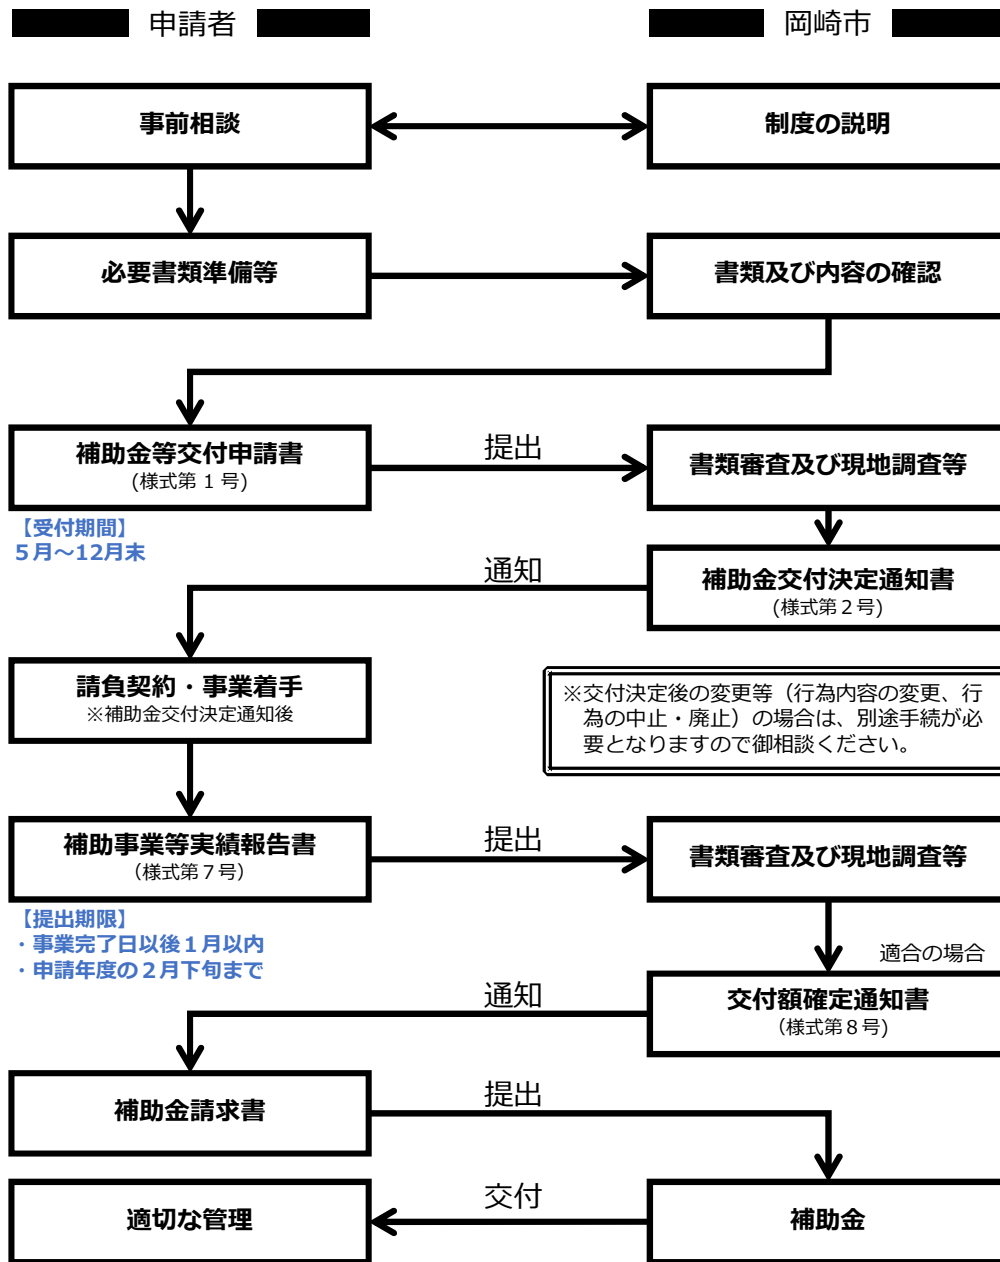 申請者
岡崎市
事前相談
制度の説明
必要書類準備等
書類及び内容の確認
補助金等交付申請書
(様式第１号)
提出
書類審査及び現地調査等
【受付期間】
５月～12月末
通知
補助金交付決定通知書
(様式第２号)
請負契約・事業着手
※補助金交付決定通知後
※交付決定後の変更等（行為内容の変更、行
為の中止・廃止）の場合は、別途手続が必
要となりますので御相談ください。
補助事業等実績報告書
（様式第７号）
提出
書類審査及び現地調査等
【提出期限】
・事業完了日以後１月以内
・申請年度の２月下旬まで
適合の場合
通知
交付額確定通知書
（様式第８号)
補助金請求書
提出
適切な管理
交付
補助金